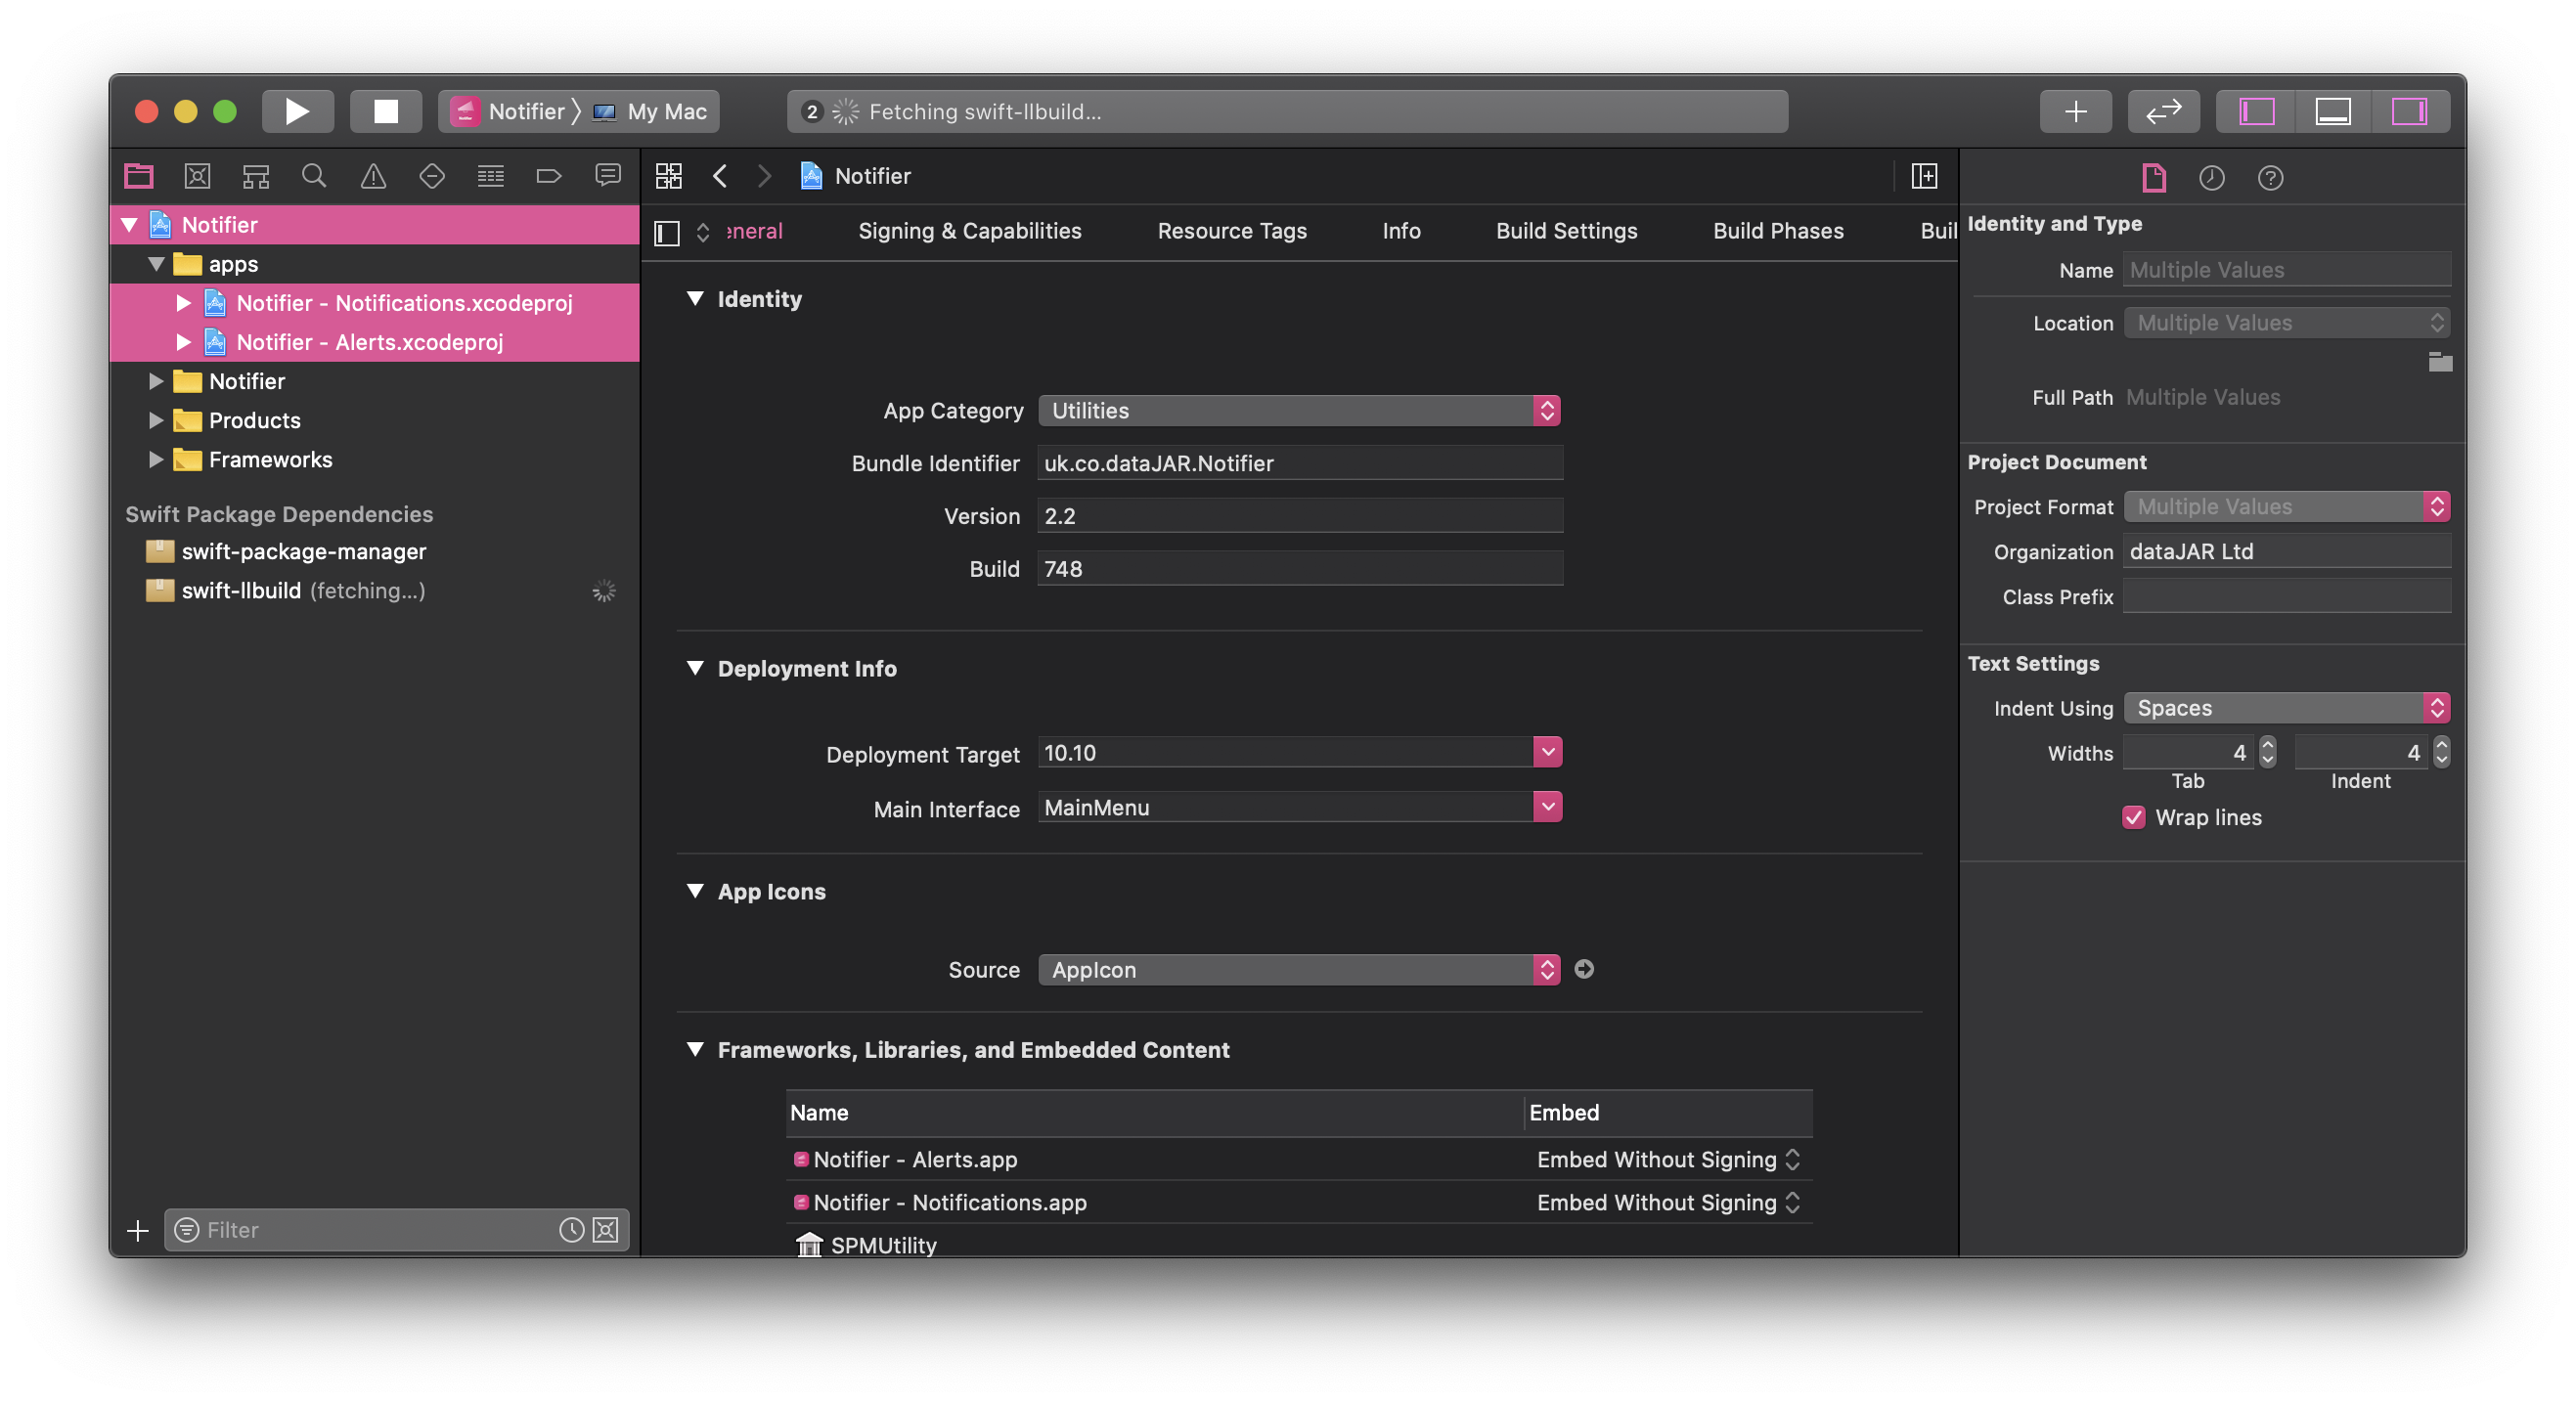 Notifier My Mac
2 Fetching swift-llbuild...
Notifier
apps
Notifier - Notifications.xcodeproj
Notifier - Alerts.xcodeproj
Notifier
Products
Frameworks
Swift Package Dependencies
swift-package-manager
swift-llbuild (fetching...)
Filter
Notifier
eneral Signing & Capabilities Resource Tags Info Build Settings Build Phases Buil
Identity
App Category Utilities
Bundle Identifier uk.co.dataJAR.Notifier
Version 2.2
Build 748
Deployment Info
Deployment Target 10.10
Main Interface MainMenu
App Icons
Source AppIcon
Frameworks, Libraries, and Embedded Content
Name Embed
Notifier - Alerts.app Embed Without Signing
Notifier - Notifications.app Embed Without Signing
SPMUtility
Identity and Type
Name Multiple Values
Location Multiple Values
Full Path Multiple Values
Project Document
Project Format Multiple Values
Organization dataJAR Ltd
Class Prefix
Text Settings
Indent Using Spaces
Widths 4 4
Tab Indent
Wrap lines